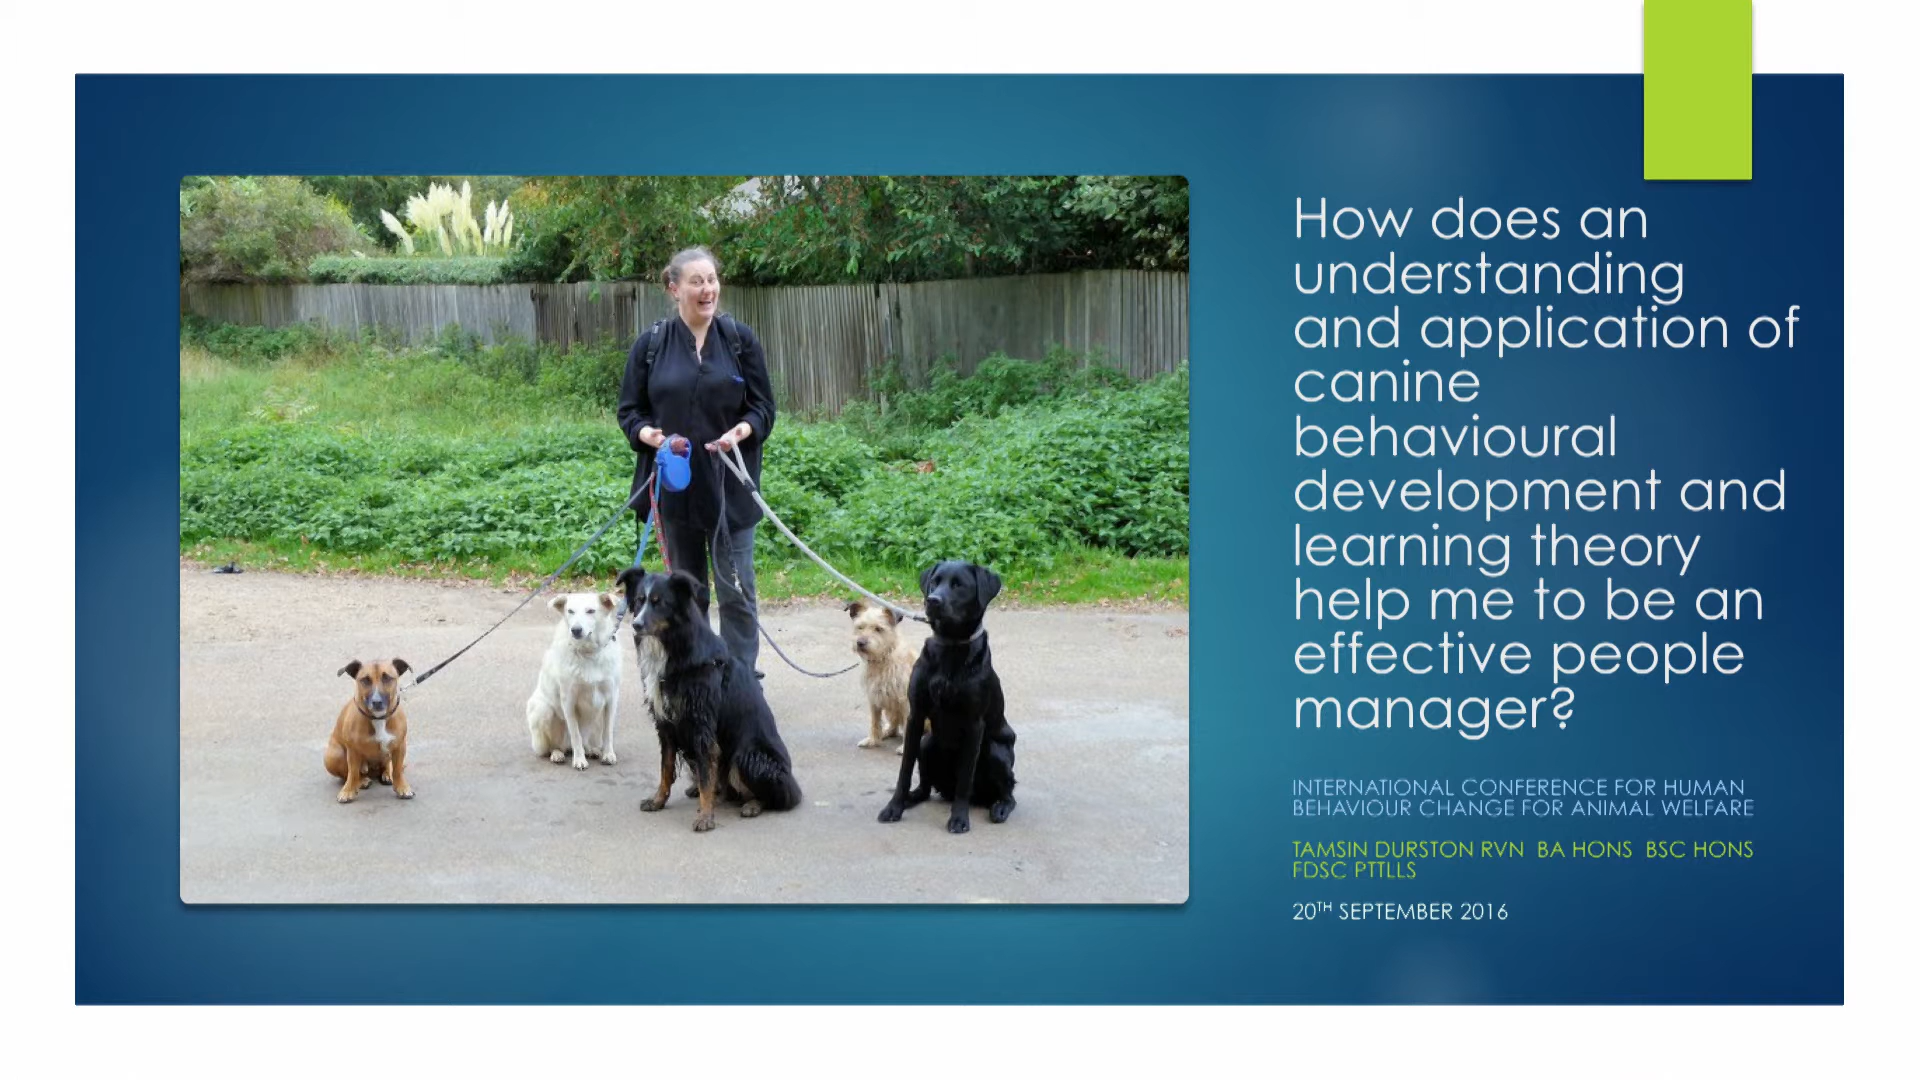 How does an
understanding
and application of
canine
behavioural
development and
learning theory
help me to be an
effective people
manager?
INTERNATIONAL CONFERENCE FOR HUMAN
BEHAVIOUR CHANGE FOR ANIMAL WELFARE
TAMSIN DURSTON RVN BA HONS BSC HONS
FDSC PTTLLS
20TH SEPTEMBER 2016